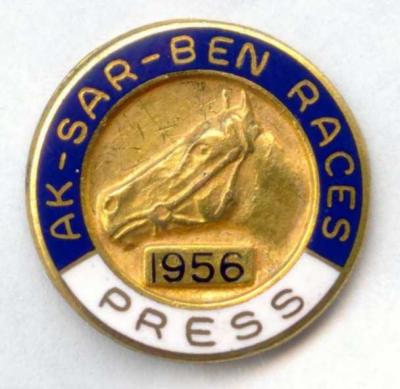 AK-SAR-BEN RACES
1956
PRESS